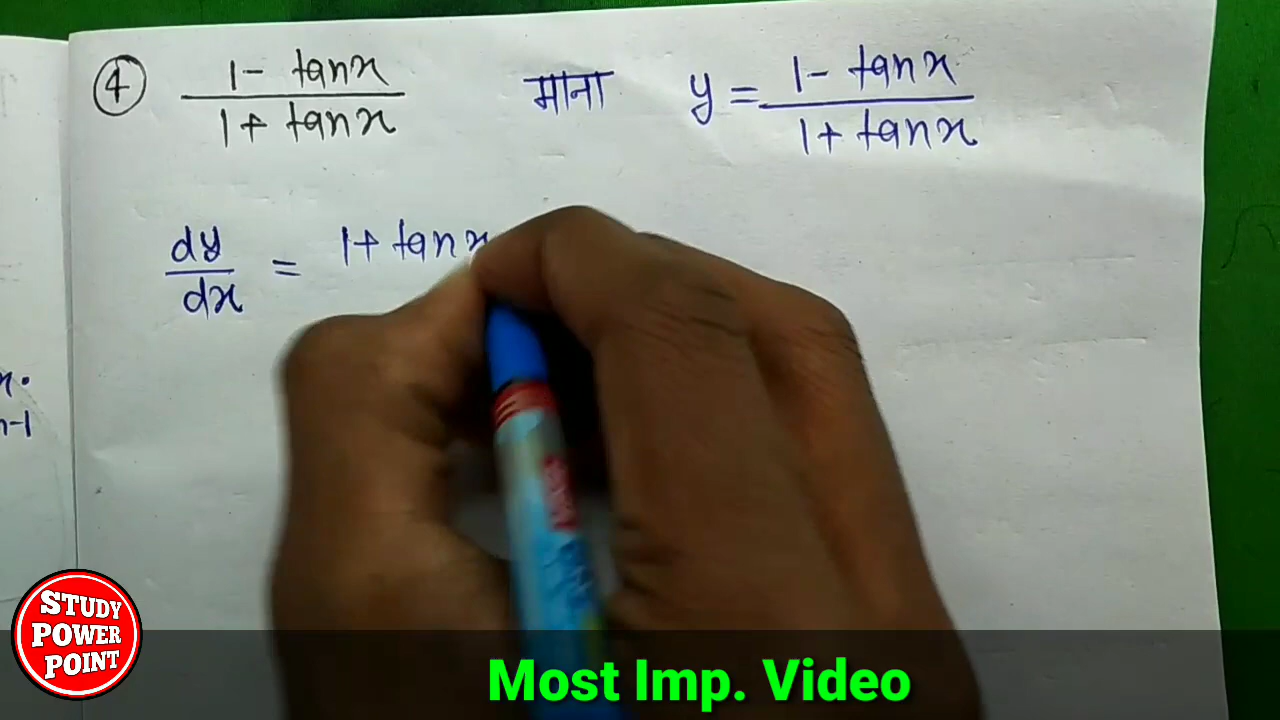 ④ 1 - tanx / 1 + tanx माना y = 1 - tanx / 1 + tanx
dy/dx = 1 + tanx
x.
n-1
STUDY
POWER
POINT
Most Imp. Video